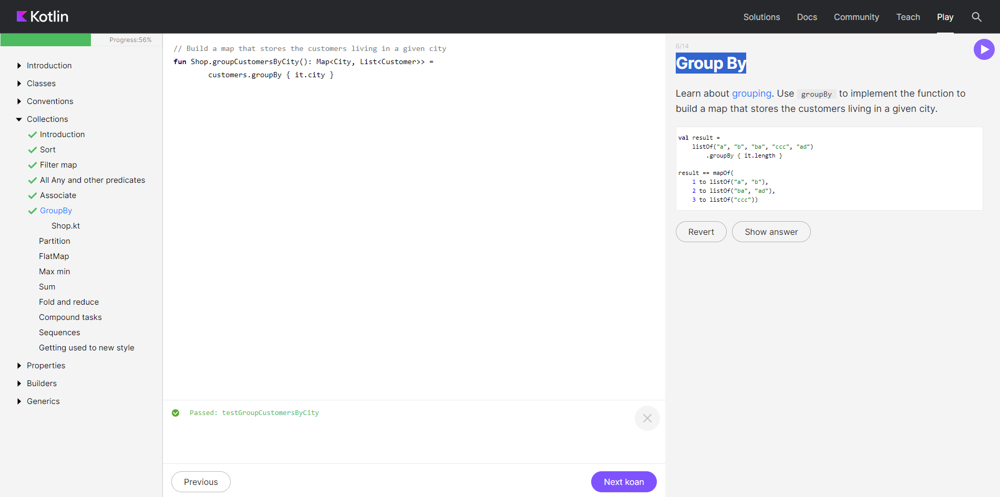 Kotlin
Solutions
Docs
Community
Teach
Play
Progress:56%
Introduction
Classes
Conventions
Collections
Introduction
Sort
Filter map
All Any and other predicates
Associate
GroupBy
Shop.kt
Partition
FlatMap
Max min
Sum
Fold and reduce
Compound tasks
Sequences
Getting used to new style
Properties
Builders
Generics
// Build a map that stores the customers living in a given city
fun Shop.groupCustomersByCity(): Map<City, List<Customer>> =
        customers.groupBy { it.city }
Passed: testGroupCustomersByCity
Previous
Next koan
6/14
Group By
Learn about grouping. Use groupBy to implement the function to
build a map that stores the customers living in a given city.
val result =
    listOf("a", "b", "ba", "ccc", "ad")
        .groupBy { it.length }
result == mapOf(
    1 to listOf("a", "b"),
    2 to listOf("ba", "ad"),
    3 to listOf("ccc"))
Revert
Show answer